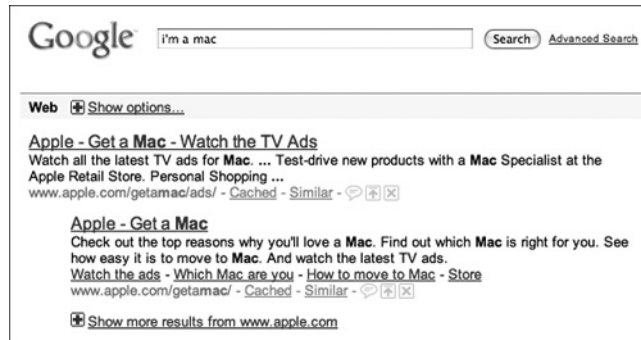 Google i'm a mac Search Advanced Search
Web Show options...
Apple - Get a Mac - Watch the TV Ads
Watch all the latest TV ads for Mac. ... Test-drive new products with a Mac Specialist at the
Apple Retail Store. Personal Shopping ...
www.apple.com/getamac/ads/ - Cached - Similar -
Apple - Get a Mac
Check out the top reasons why you'll love a Mac. Find out which Mac is right for you. See
how easy it is to move to Mac. And watch the latest TV ads.
Watch the ads - Which Mac are you - How to move to Mac - Store
www.apple.com/getamac/ - Cached - Similar -
Show more results from www.apple.com